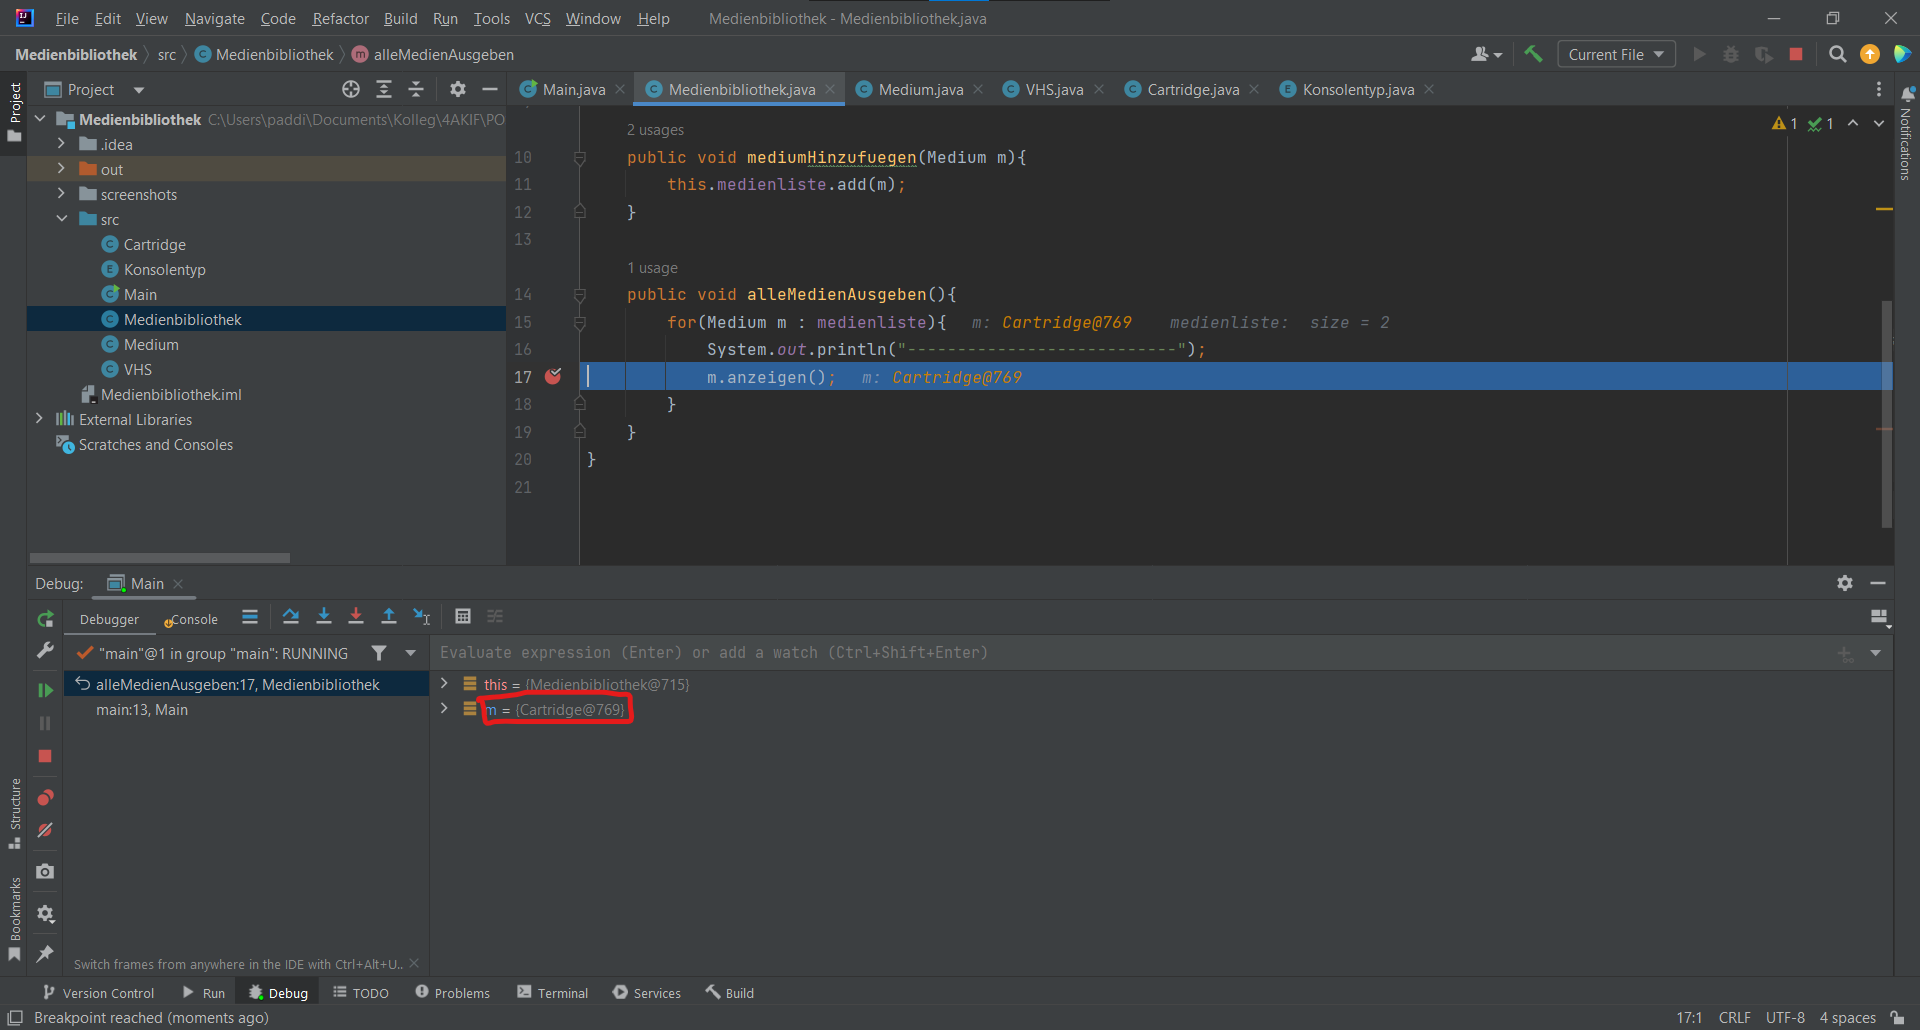 File Edit View Navigate Code Refactor Build Run Tools VCS Window Help Medienbibliothek - Medienbibliothek.java
Medienbibliothek src Medienbibliothek alleMedienAusgeben Current File
Project
Project
Main.java Medienbibliothek.java Medium.java VHS.java Cartridge.java Konsolentyp.java
Notifications
Medienbibliothek C:\Users\paddi\Documents\Kolleg\4AKIF\PO
.idea
out
screenshots
src
Cartridge
Konsolentyp
Main
Medienbibliothek
Medium
VHS
Medienbibliothek.iml
External Libraries
Scratches and Consoles
1 1
2 usages
10 public void mediumHinzufuegen(Medium m){
11 this.medienliste.add(m);
12 }
13
1 usage
14 public void alleMedienAusgeben(){
15 for(Medium m : medienliste){ m: Cartridge@769 medienliste: size = 2
16 System.out.println("---------------------------");
17 m.anzeigen(); m: Cartridge@769
18 }
19 }
20 }
21
Debug: Main
Debugger Console
"main"@1 in group "main": RUNNING
alleMedienAusgeben:17, Medienbibliothek
main:13, Main
Evaluate expression (Enter) or add a watch (Ctrl+Shift+Enter)
this = {Medienbibliothek@715}
m = {Cartridge@769}
Structure
Bookmarks
Switch frames from anywhere in the IDE with Ctrl+Alt+U..
Version Control Run Debug TODO Problems Terminal Services Build
Breakpoint reached (moments ago) 17:1 CRLF UTF-8 4 spaces